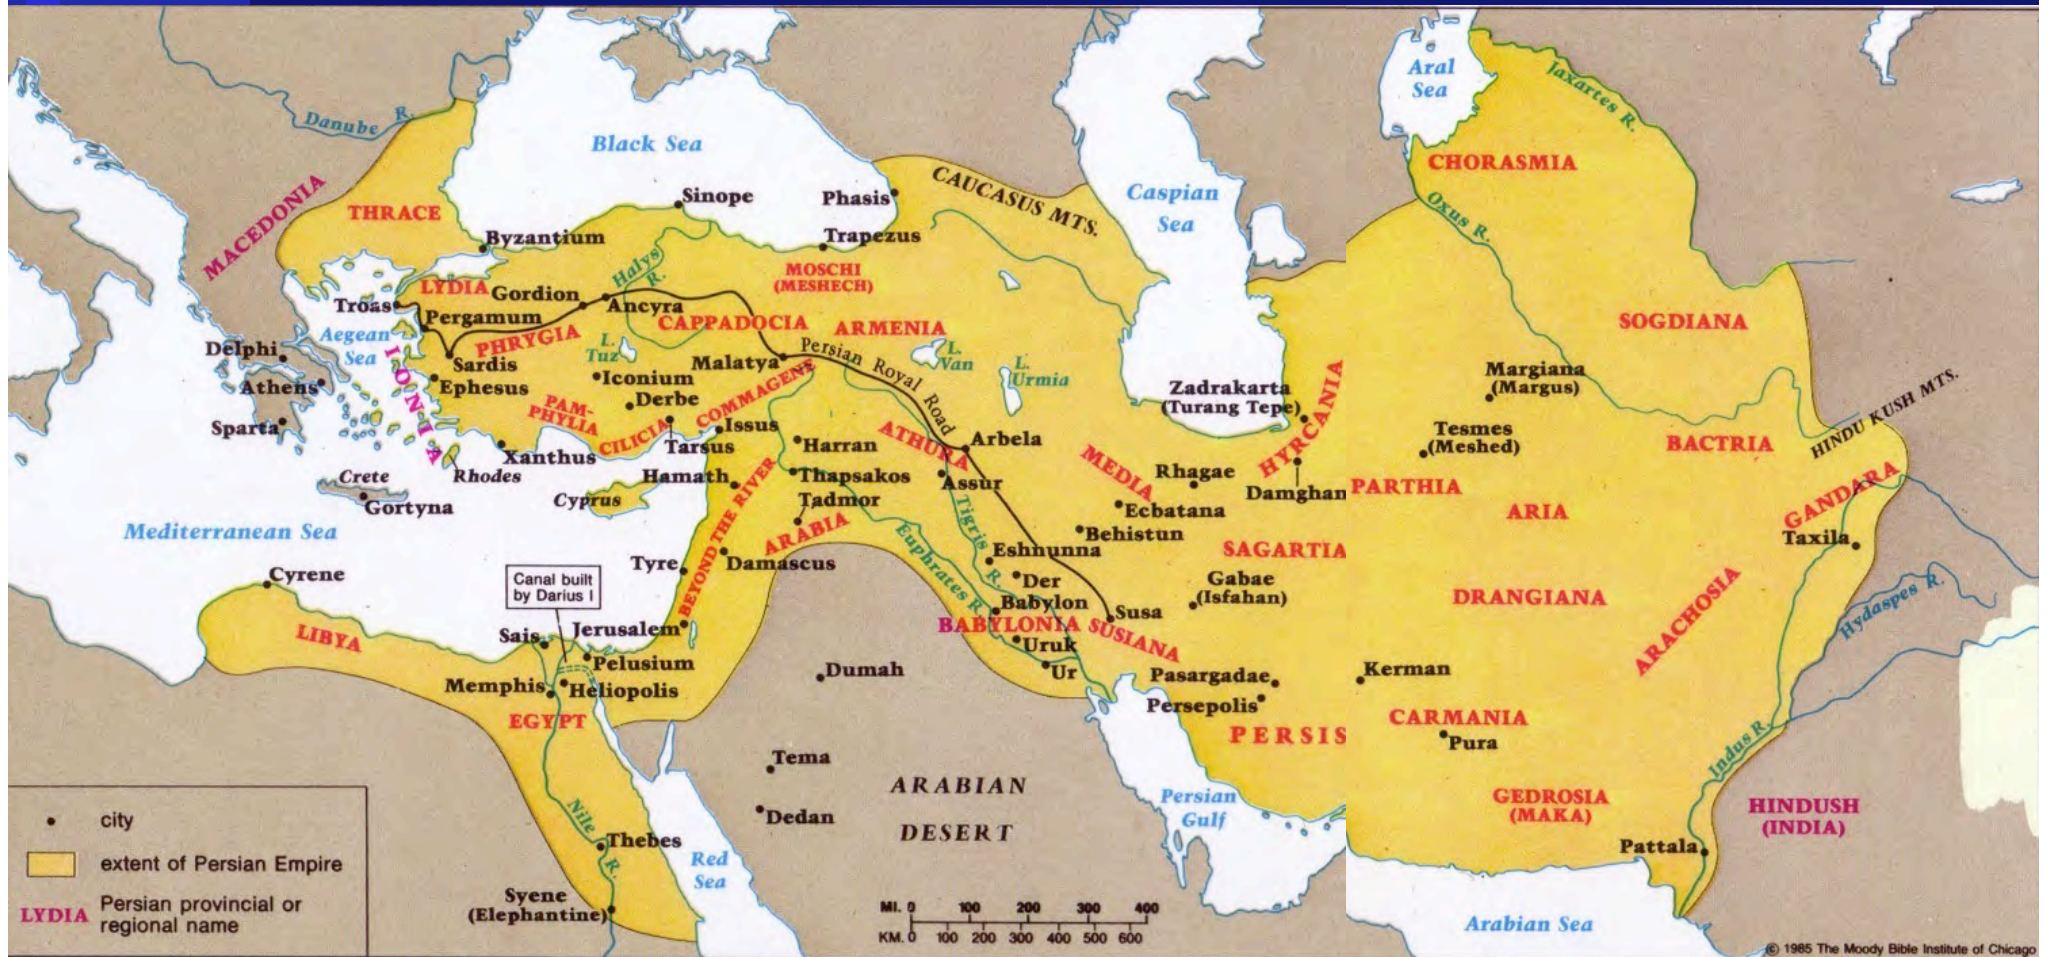 Aral
Sea
Jaxartes R.
Danube R.
Black Sea
CHORASMIA
CAUCASUS MTS.
Caspian
Sea
MACEDONIA
THRACE
Sinope
Phasis
Oxus R.
Byzantium
Trapezus
Halys
R.
MOSCHI
(MESHECH)
LYDIA
Gordion
Troas
Ancyra
Pergamum
CAPPADOCIA
ARMENIA
SOGDIANA
Aegean
Sea
PHRYGIA
Delphi
L.
Tuz
Malatya
Persian Royal Road
L.
Van
L.
Urmia
Sardis
IONIA
Iconium
Ephesus
Athens
Derbe
COMMAGENE
Zadrakarta
(Turang Tepe)
HYRCANIA
Margiana
(Margus)
HINDU KUSH MTS.
PAM-
PHYLIA
CILICIA
Sparta
Issus
Tarsus
Harran
ATHURA
Arbela
Tesmes
(Meshed)
BACTRIA
Xanthus
Rhodes
Crete
Gortyna
Cyprus
Hamath
Thapsakos
Assur
MEDIA
Rhagae
Damghan
PARTHIA
GANDARA
Tadmor
Ecbatana
ARIA
Mediterranean Sea
BEYOND THE RIVER
ARABIA
Tigris R.
Behistun
Taxila
Euphrates R.
Eshnunna
SAGARTIA
Tyre
Damascus
Cyrene
Canal built
by Darius I
Der
Gabae
(Isfahan)
DRANGIANA
ARACHOSIA
Hydaspes R.
Babylon
Susa
LIBYA
Sais
Jerusalem
BABYLONIA
SUSIANA
Uruk
Pelusium
Ur
Dumah
Pasargadae
Kerman
Memphis
Heliopolis
Persepolis
EGYPT
PERSIS
CARMANIA
Pura
Indus R.
Tema
ARABIAN
DESERT
Persian
Gulf
GEDROSIA
(MAKA)
HINDUSH
(INDIA)
Dedan
Nile R.
Thebes
Red
Sea
Pattala
Syene
(Elephantine)
Arabian Sea
city
extent of Persian Empire
LYDIA Persian provincial or
regional name
MI. 0 100 200 300 400
KM. 0 100 200 300 400 500 600
© 1985 The Moody Bible Institute of Chicago